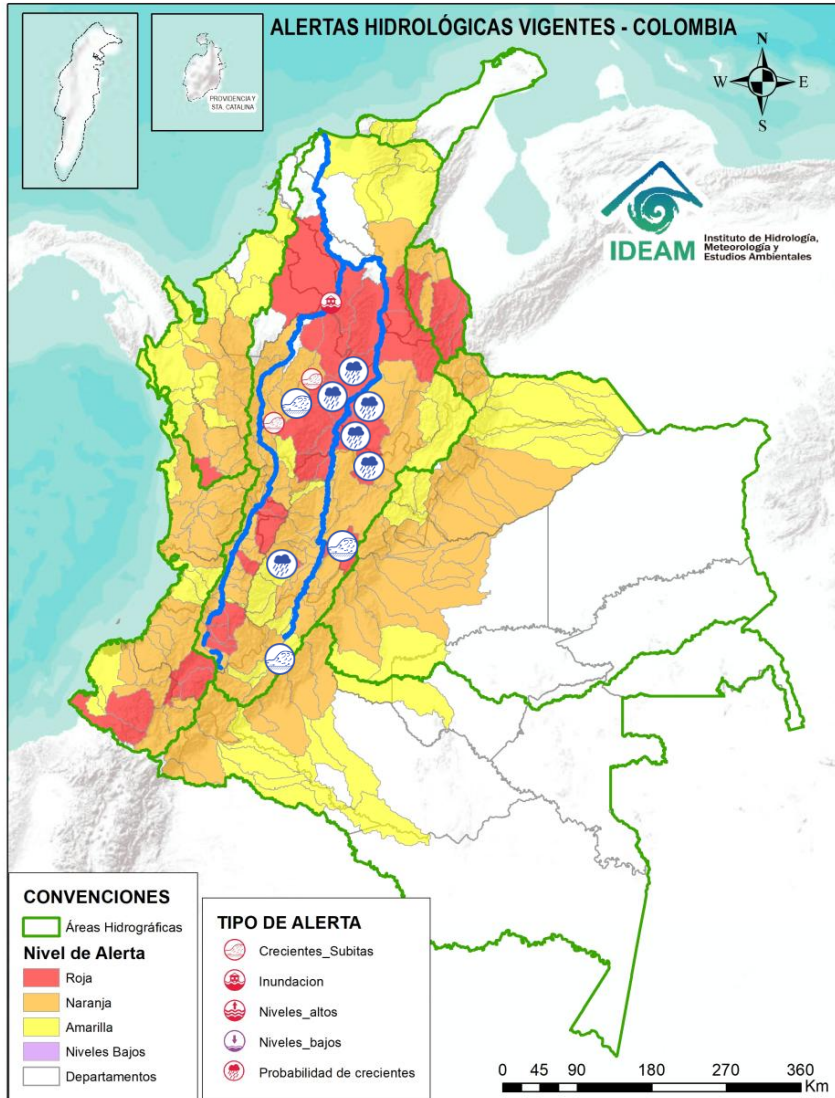 ALERTAS HIDROLÓGICAS VIGENTES - COLOMBIA
PROVIDENCIA Y
STA. CATALINA
N
W
E
S
IDEAM
Instituto de Hidrología,
Meteorología y
Estudios Ambientales
CONVENCIONES
Áreas Hidrográficas
Nivel de Alerta
Roja
Naranja
Amarilla
Niveles Bajos
Departamentos
TIPO DE ALERTA
Crecientes_Subitas
Inundacion
Niveles_altos
Niveles_bajos
Probabilidad de crecientes
0 45 90 180 270 360
Km